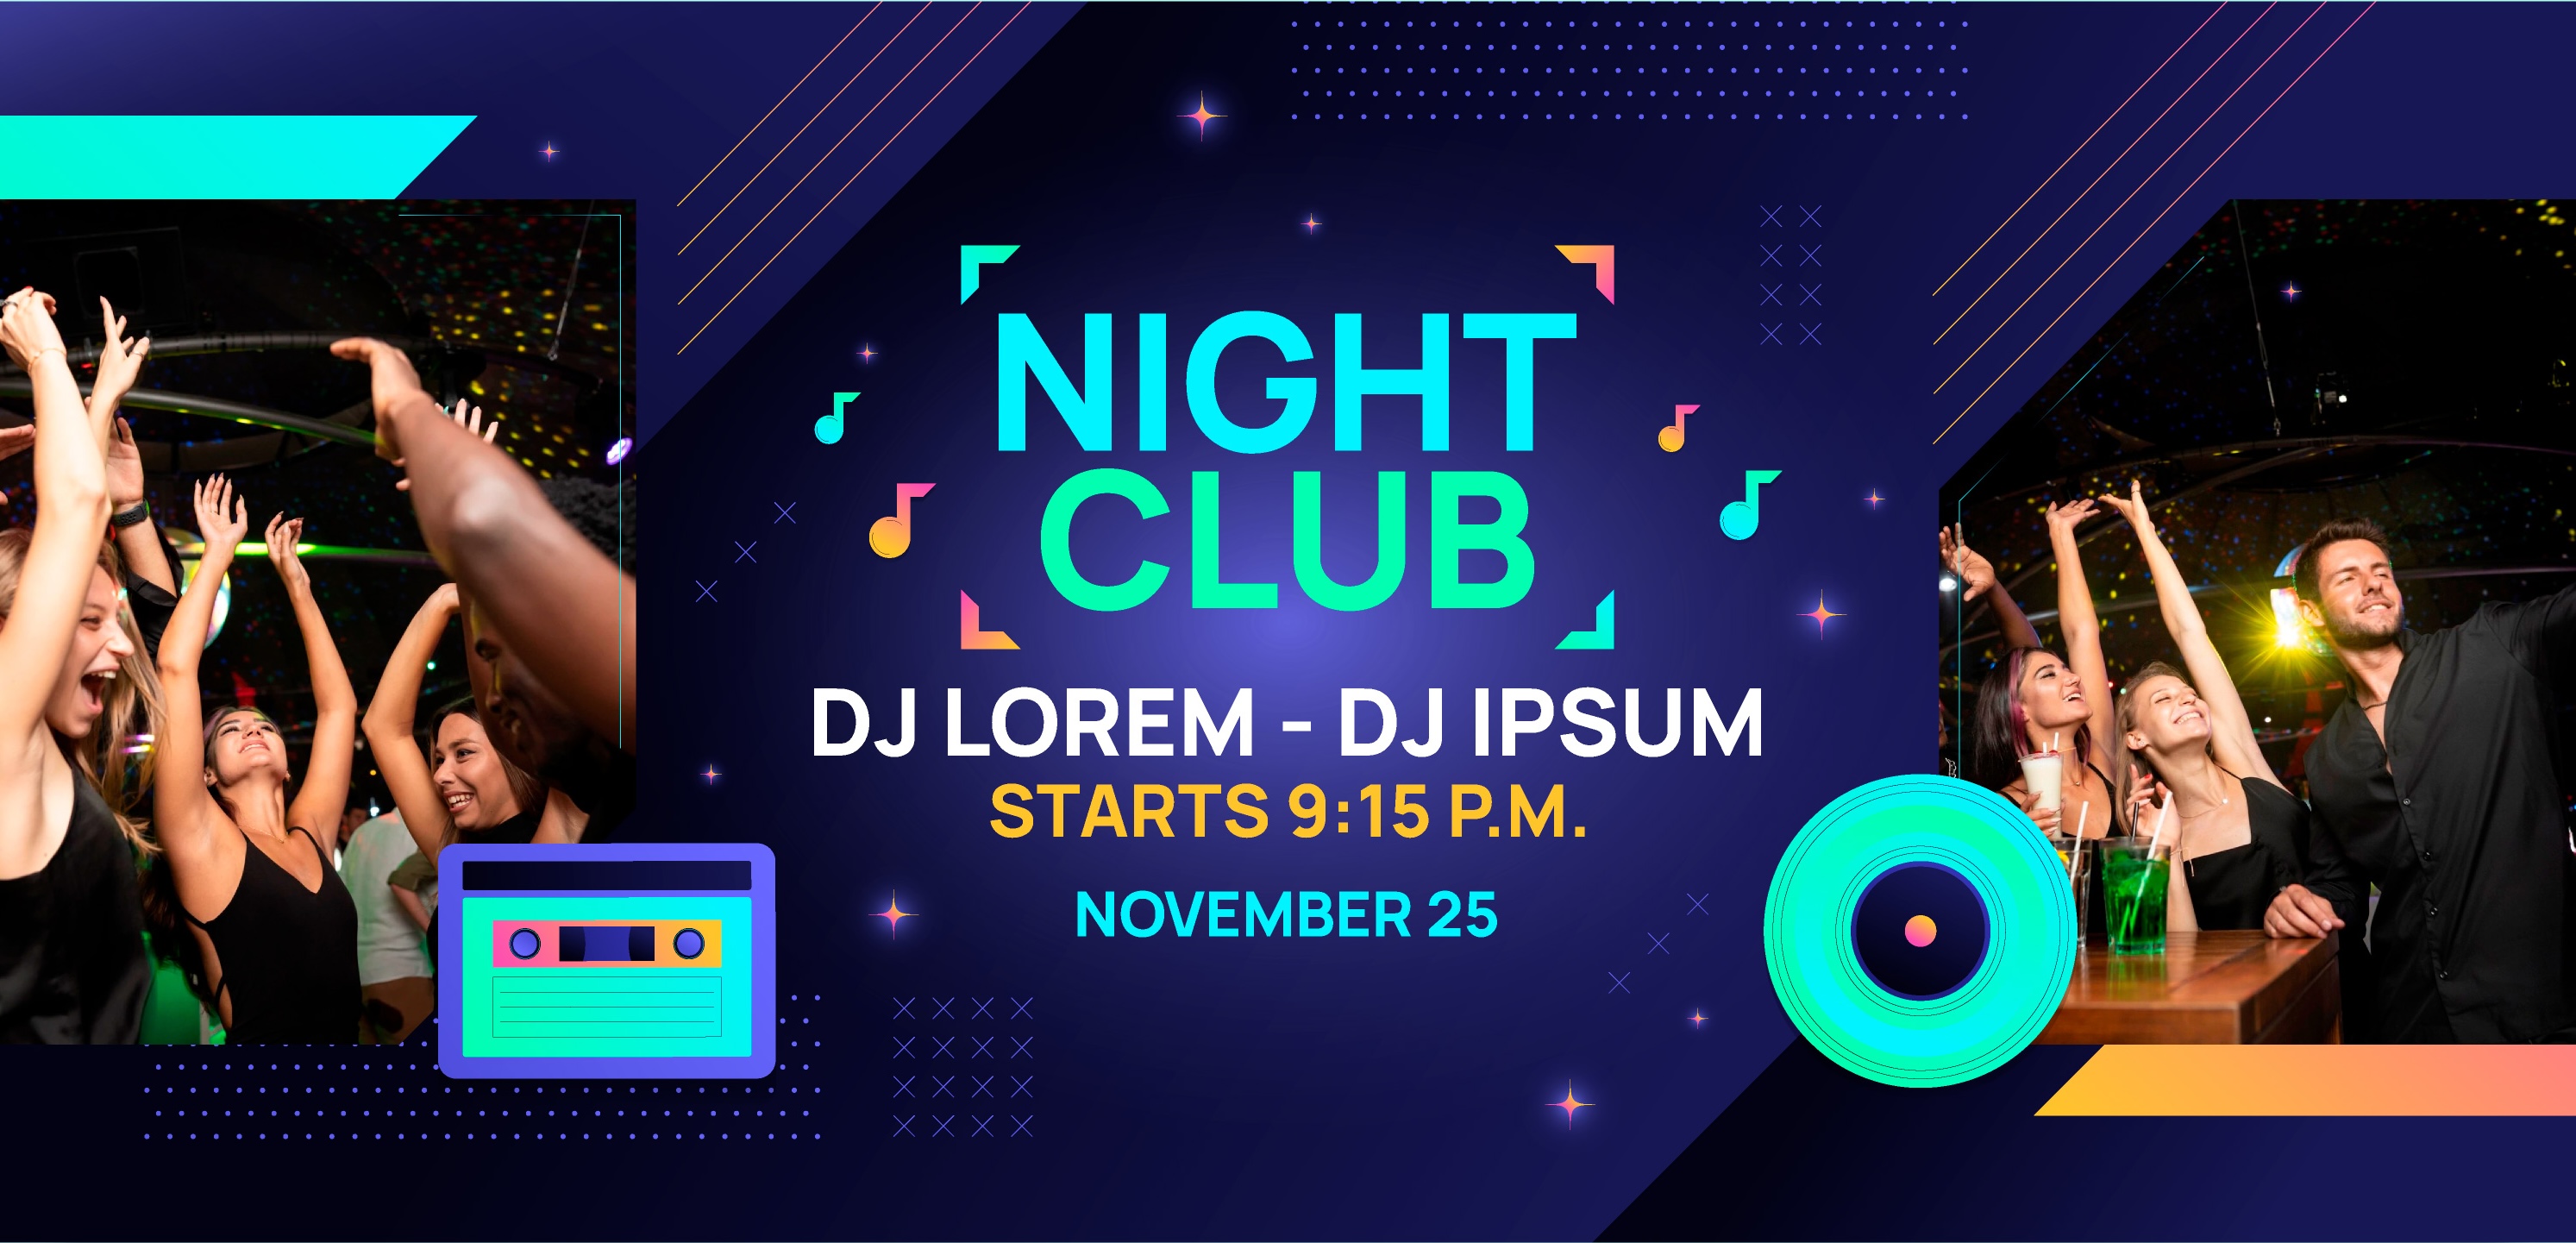 NIGHT
CLUB
DJ LOREM - DJ IPSUM
STARTS 9:15 P.M.
NOVEMBER 25